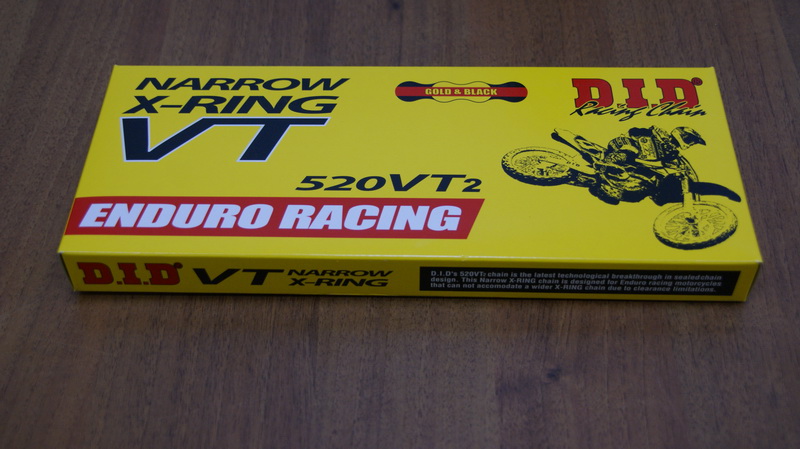 NARROW
X-RING
VT
GOLD & BLACK
D.I.D®
Racing Chain
520VT2
ENDURO RACING
D.I.D® VT NARROW
X-RING
D.I.D's 520VT2 chain is the latest technological breakthrough in sealedchain
design. This Narrow X-RING chain is designed for Enduro racing motorcycles
that can not accomodate a wider X-RING chain due to clearance limitations.